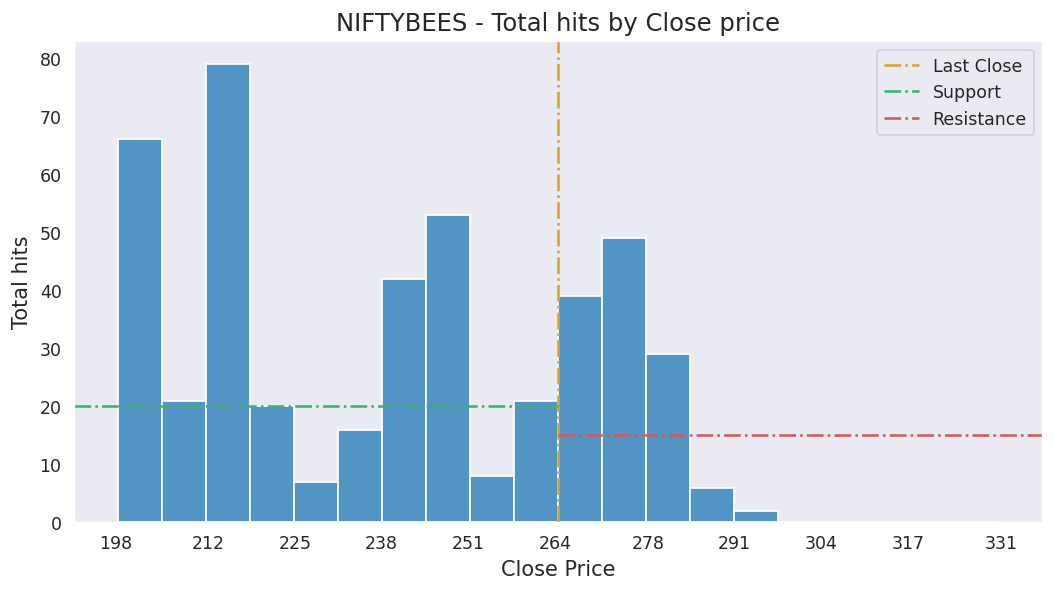 NIFTYBEES - Total hits by Close price
Last Close
Support
Resistance
Total hits
80
70
60
50
40
30
20
10
0
198 212 225 238 251 264 278 291 304 317 331
Close Price